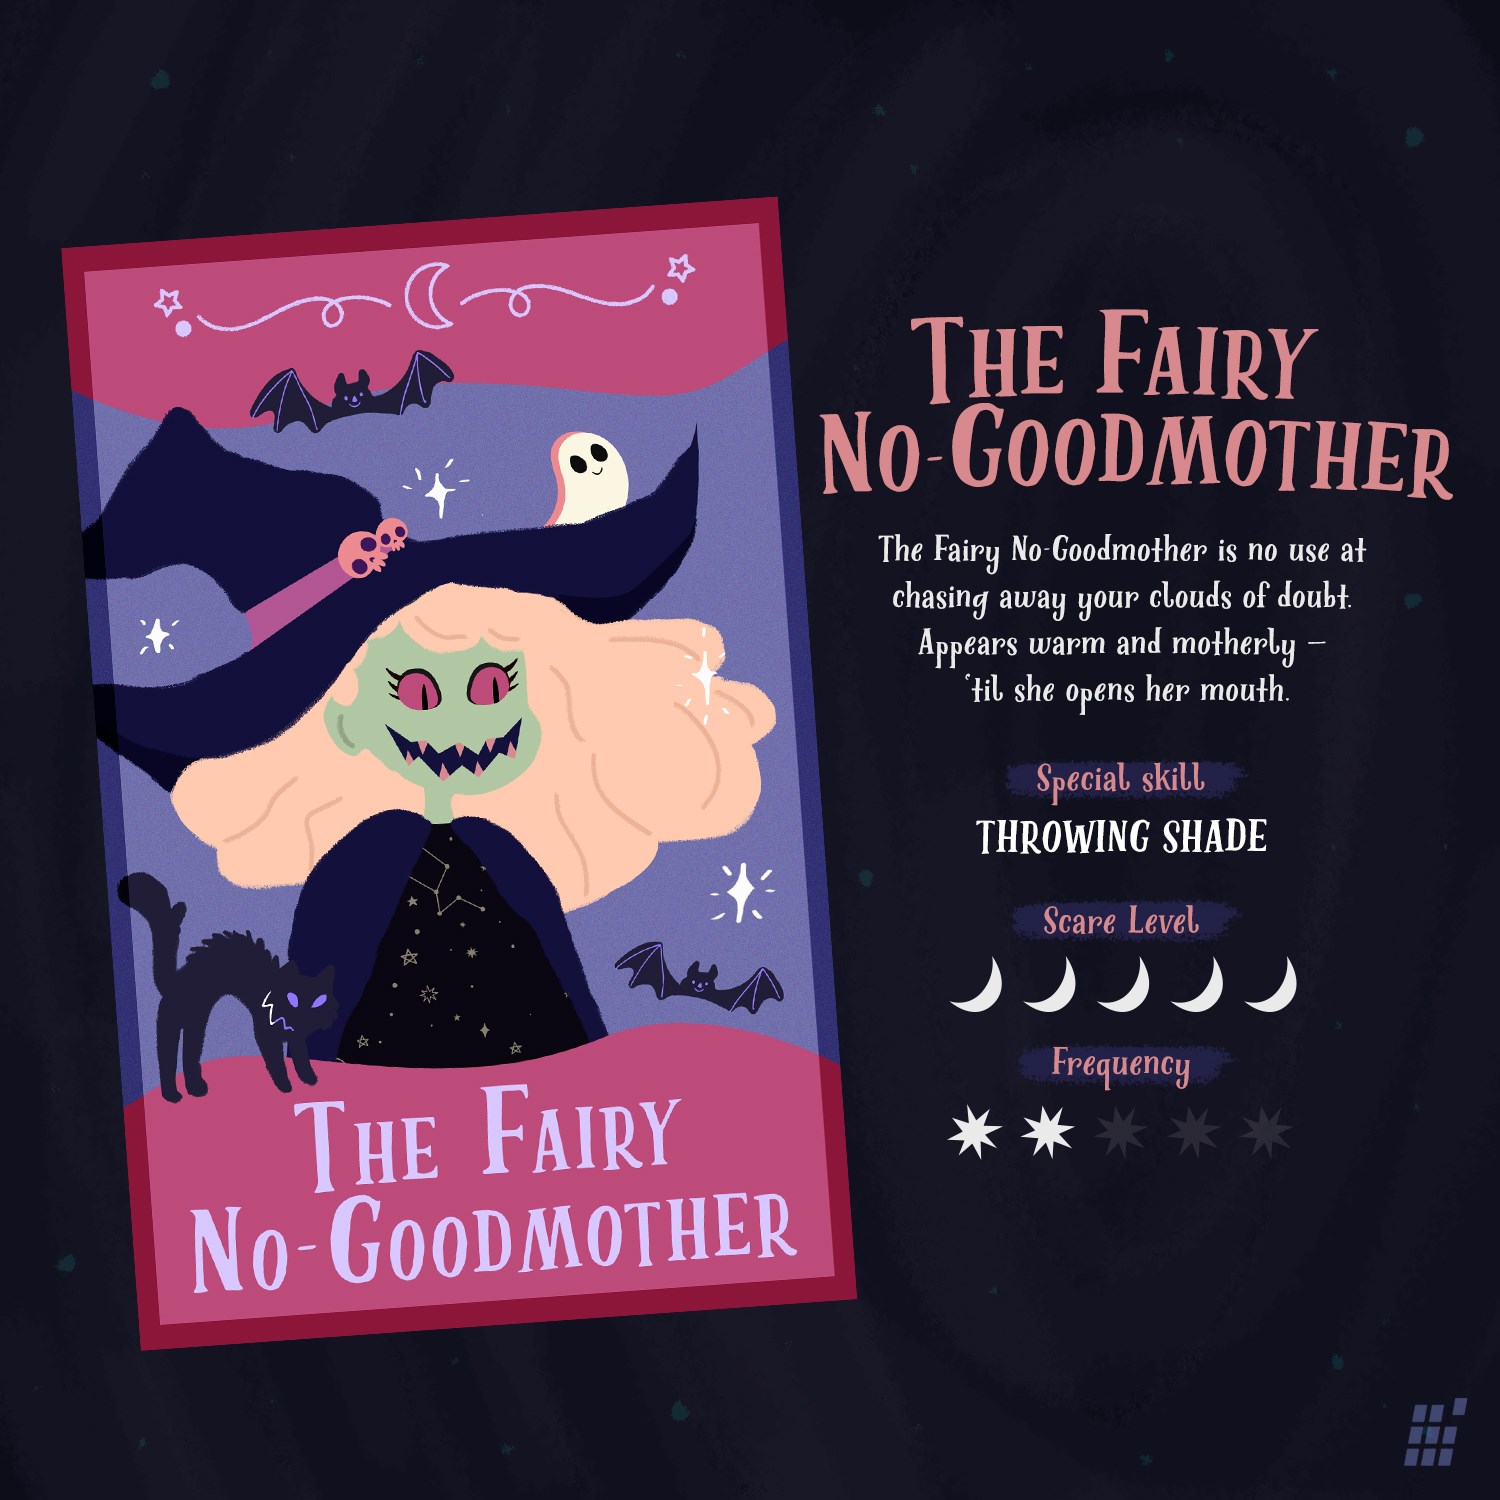 The Fairy
No-Goodmother
The Fairy
No-Goodmother
The Fairy No-Goodmother is no use at
chasing away your clouds of doubt.
Appears warm and motherly –
'til she opens her mouth.
Special skill
THROWING SHADE
Scare Level
Frequency